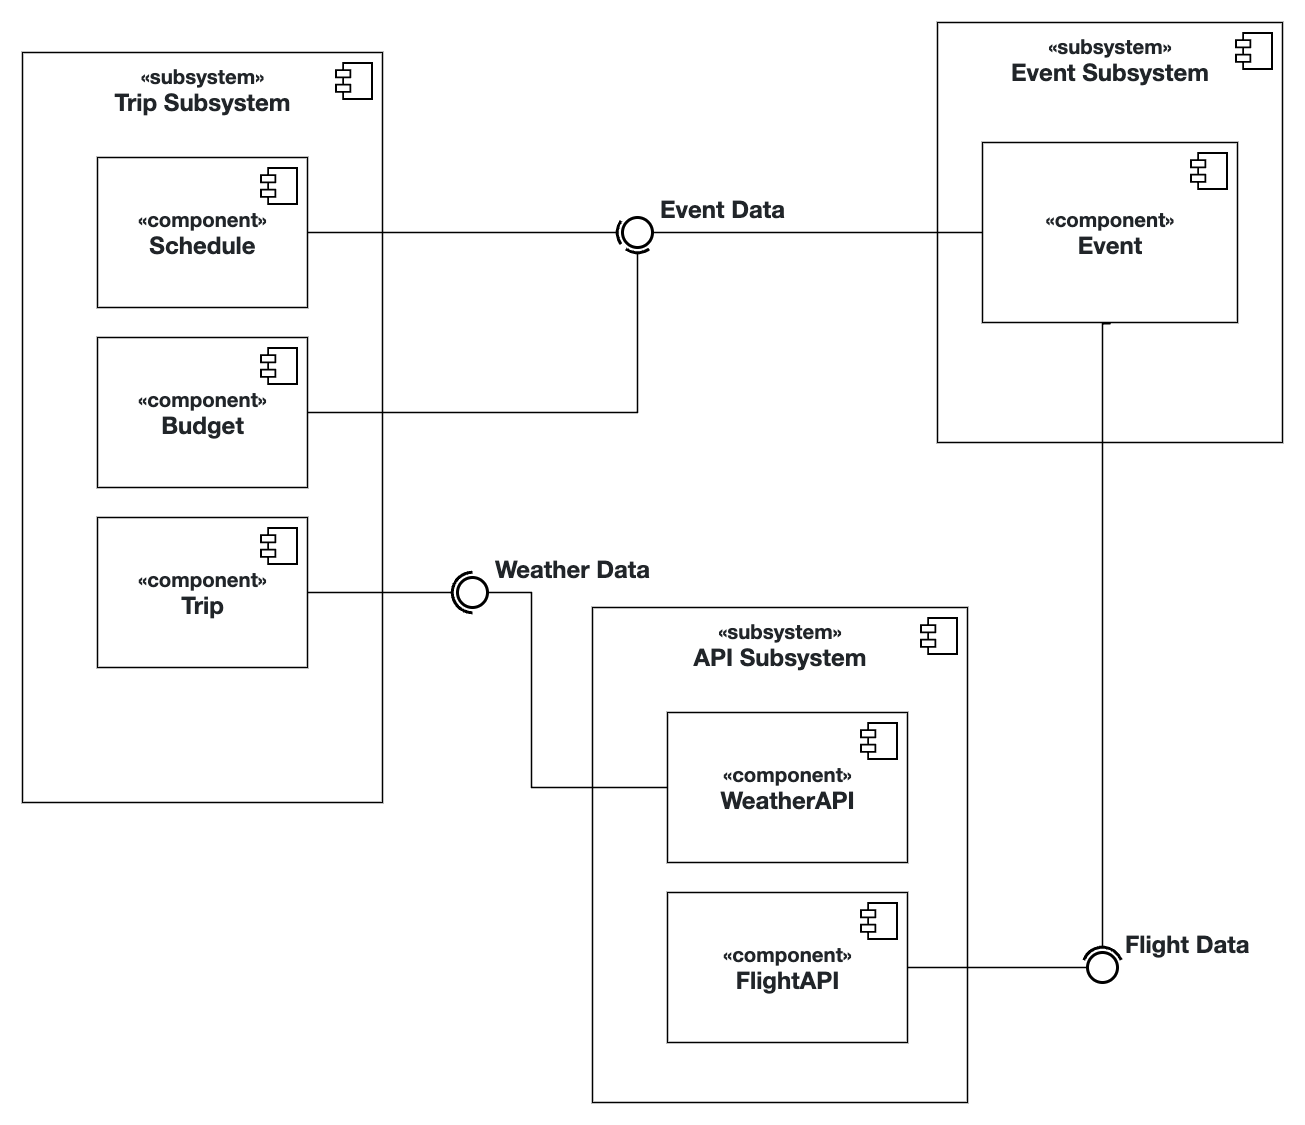 «subsystem»
Trip Subsystem
«component»
Schedule
«component»
Budget
«component»
Trip
Event Data
«subsystem»
Event Subsystem
«component»
Event
Weather Data
«subsystem»
API Subsystem
«component»
WeatherAPI
«component»
FlightAPI
Flight Data